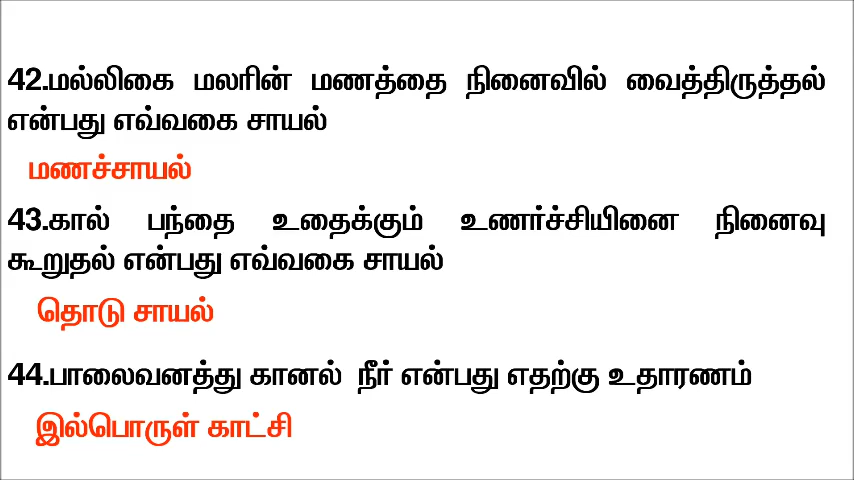 42.மல்லிகை மலரின் மணத்தை நினைவில் வைத்திருத்தல்
என்பது எவ்வகை சாயல்
மணச்சாயல்
43.கால் பந்தை உதைக்கும் உணர்ச்சியினை நினைவு
கூறுதல் என்பது எவ்வகை சாயல்
தொடு சாயல்
44.பாலைவனத்து கானல் நீர் என்பது எதற்கு உதாரணம்
இல்பொருள் காட்சி